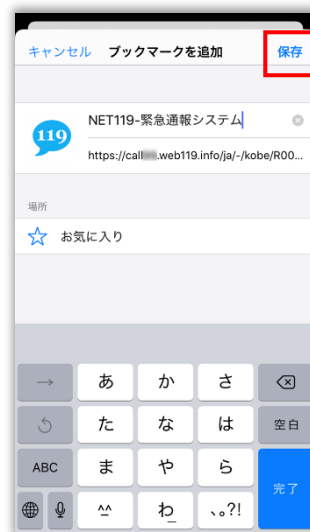 キャンセル ブックマークを追加 保存
119
NET119-緊急通報システム
https://call .web119.info/ja/-/kobe/R00...
場所
お気に入り
→ あ か さ
た な は 空白
ABC ま や ら
完了
^^ わ_ 、。?!